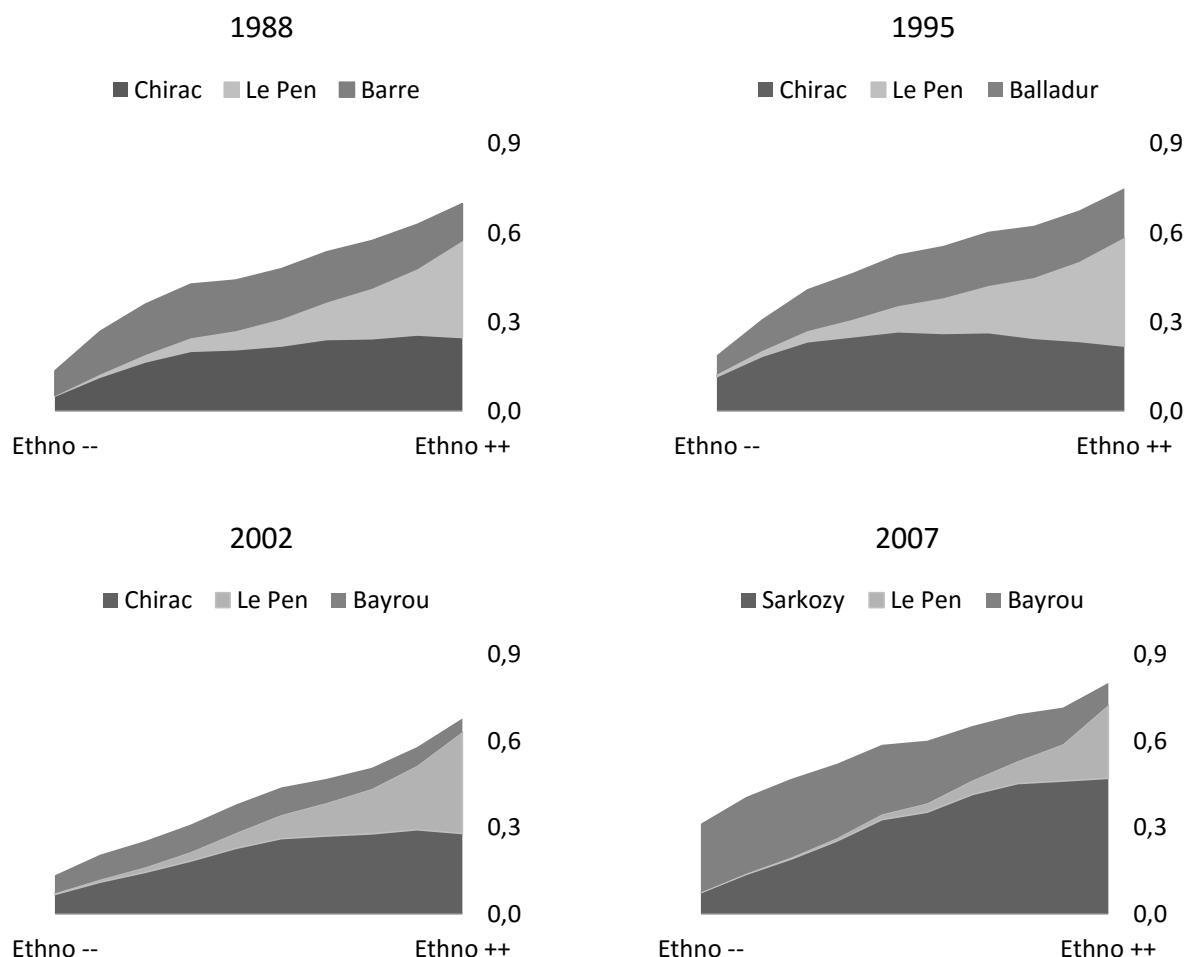 1988
Chirac Le Pen Barre
0,9
0,6
0,3
0,0
Ethno -- Ethno ++
1995
Chirac Le Pen Balladur
0,9
0,6
0,3
0,0
Ethno -- Ethno ++
2002
Chirac Le Pen Bayrou
0,9
0,6
0,3
0,0
Ethno -- Ethno ++
2007
Sarkozy Le Pen Bayrou
0,9
0,6
0,3
0,0
Ethno -- Ethno ++